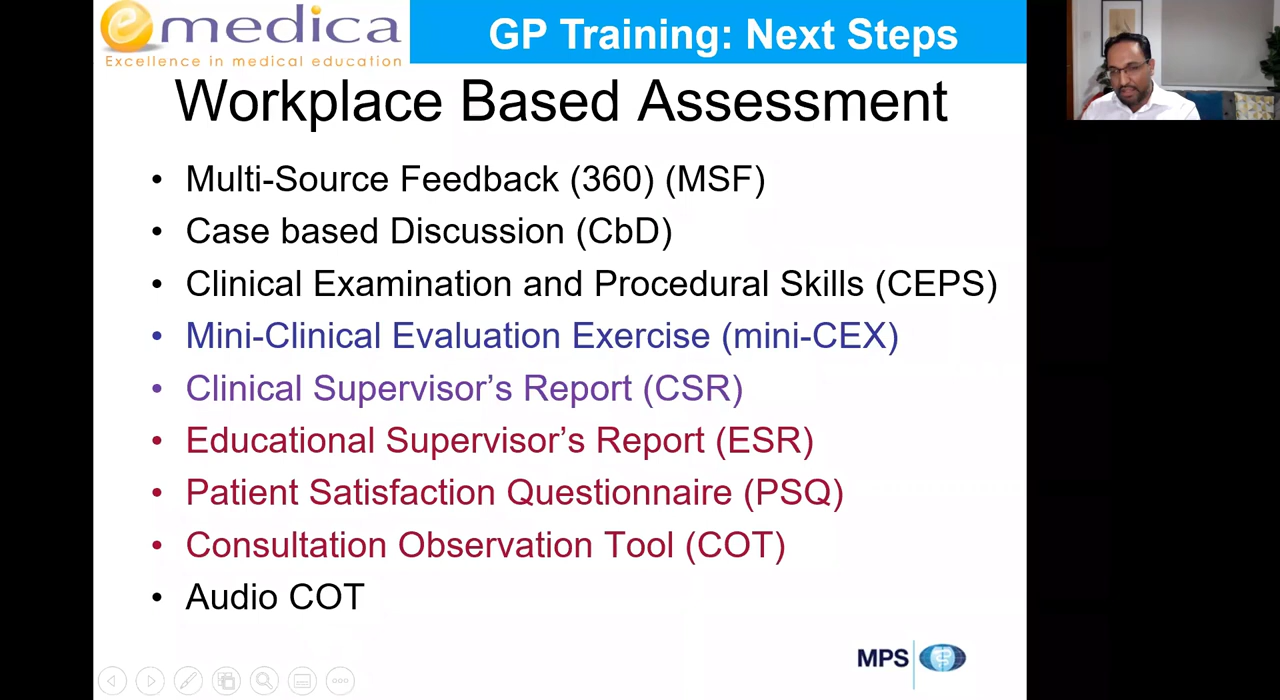 emedica
Excellence in medical education
GP Training: Next Steps
Workplace Based Assessment
• Multi-Source Feedback (360) (MSF)
• Case based Discussion (CbD)
• Clinical Examination and Procedural Skills (CEPS)
• Mini-Clinical Evaluation Exercise (mini-CEX)
• Clinical Supervisor’s Report (CSR)
• Educational Supervisor’s Report (ESR)
• Patient Satisfaction Questionnaire (PSQ)
• Consultation Observation Tool (COT)
• Audio COT
MPS